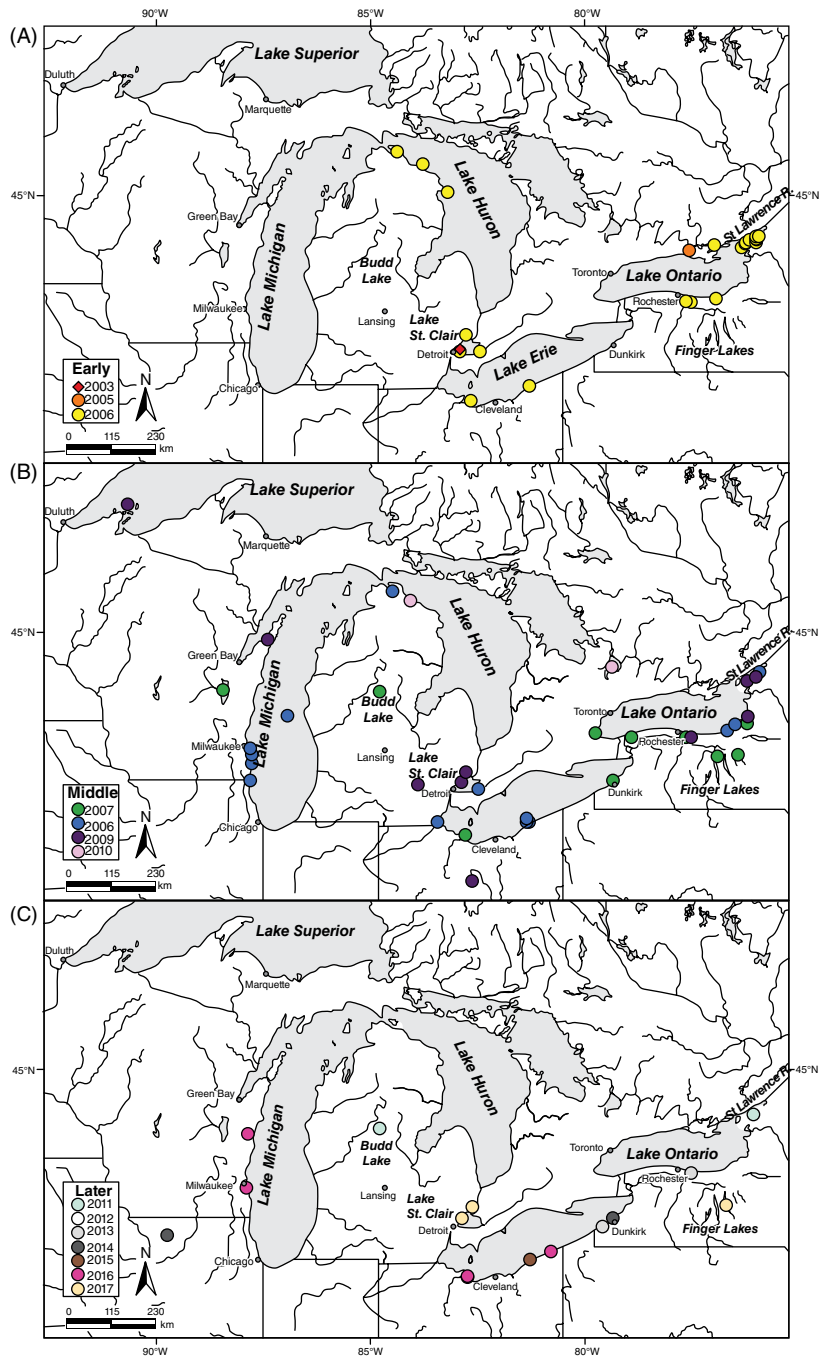 90°W 85°W 80°W
(A)
Lake Superior
Duluth
Marquette
Lake Huron
45°N 45°N
St Lawrence R.
Green Bay
Lake Michigan
Budd
Lake
Toronto
Lake Ontario
Rochester
Milwaukee
Lansing
Lake
St. Clair
Detroit
Lake Erie
Dunkirk
Finger Lakes
Chicago
Cleveland
Early
2003
2005
2006
N
0 115 230
km
(B)
Lake Superior
Duluth
Marquette
Lake Huron
45°N 45°N
St Lawrence R.
Green Bay
Lake Michigan
Budd
Lake
Toronto
Lake Ontario
Rochester
Milwaukee
Lansing
Lake
St. Clair
Detroit
Dunkirk
Finger Lakes
Chicago
Cleveland
Middle
2007
2006
2009
2010
N
0 115 230
km
(C)
Lake Superior
Duluth
Marquette
Lake Huron
45°N 45°N
St Lawrence R.
Green Bay
Lake Michigan
Budd
Lake
Toronto
Lake Ontario
Rochester
Milwaukee
Lansing
Lake
St. Clair
Detroit
Dunkirk
Finger Lakes
Chicago
Cleveland
Later
2011
2012
2013
2014
2015
2016
2017
N
0 115 230
km
90°W 85°W 80°W